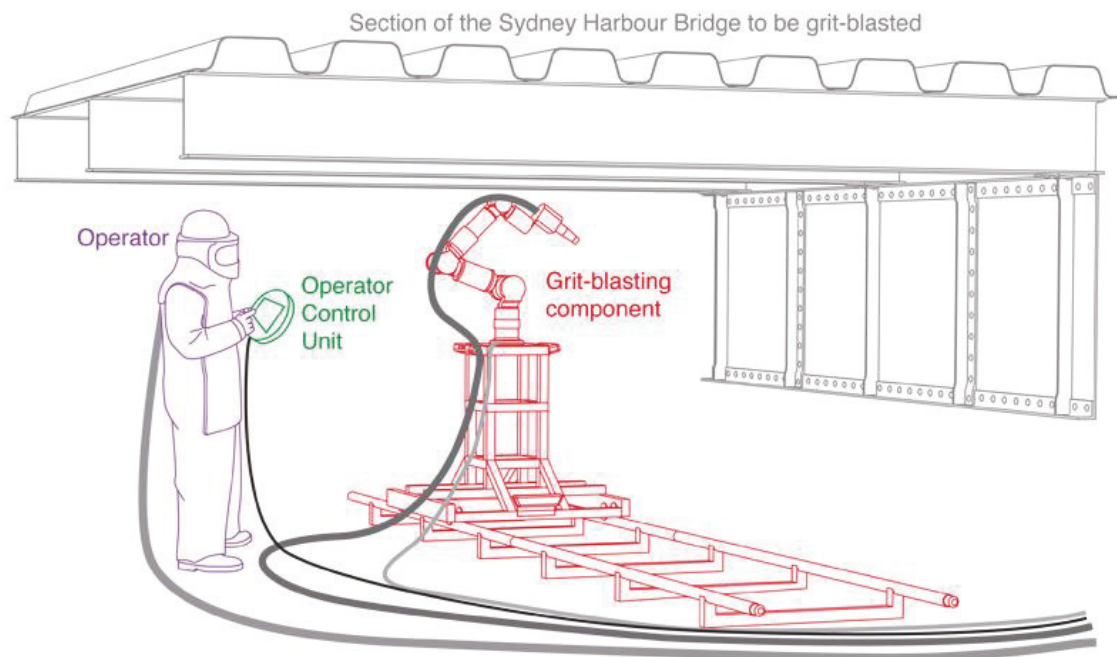 Section of the Sydney Harbour Bridge to be grit-blasted
Operator
Operator
Control
Unit
Grit-blasting
component